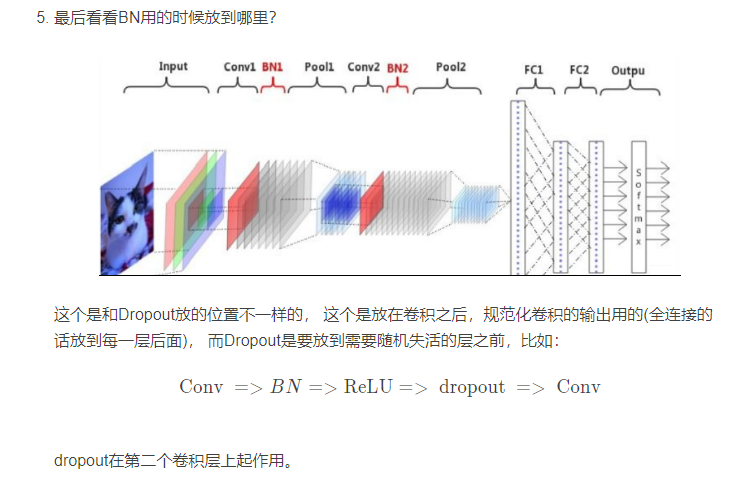 5. 最后看看BN用的时候放到哪里?
Input Conv1 BN1 Pool1 Conv2 BN2 Pool2 FC1 FC2 Outpu
Softmax
这个是和Dropout放的位置不一样的， 这个是放在卷积之后，规范化卷积的输出用的(全连接的
话放到每一层后面)， 而Dropout是要放到需要随机失活的层之前，比如：
Conv => BN => ReLU => dropout => Conv
dropout在第二个卷积层上起作用。